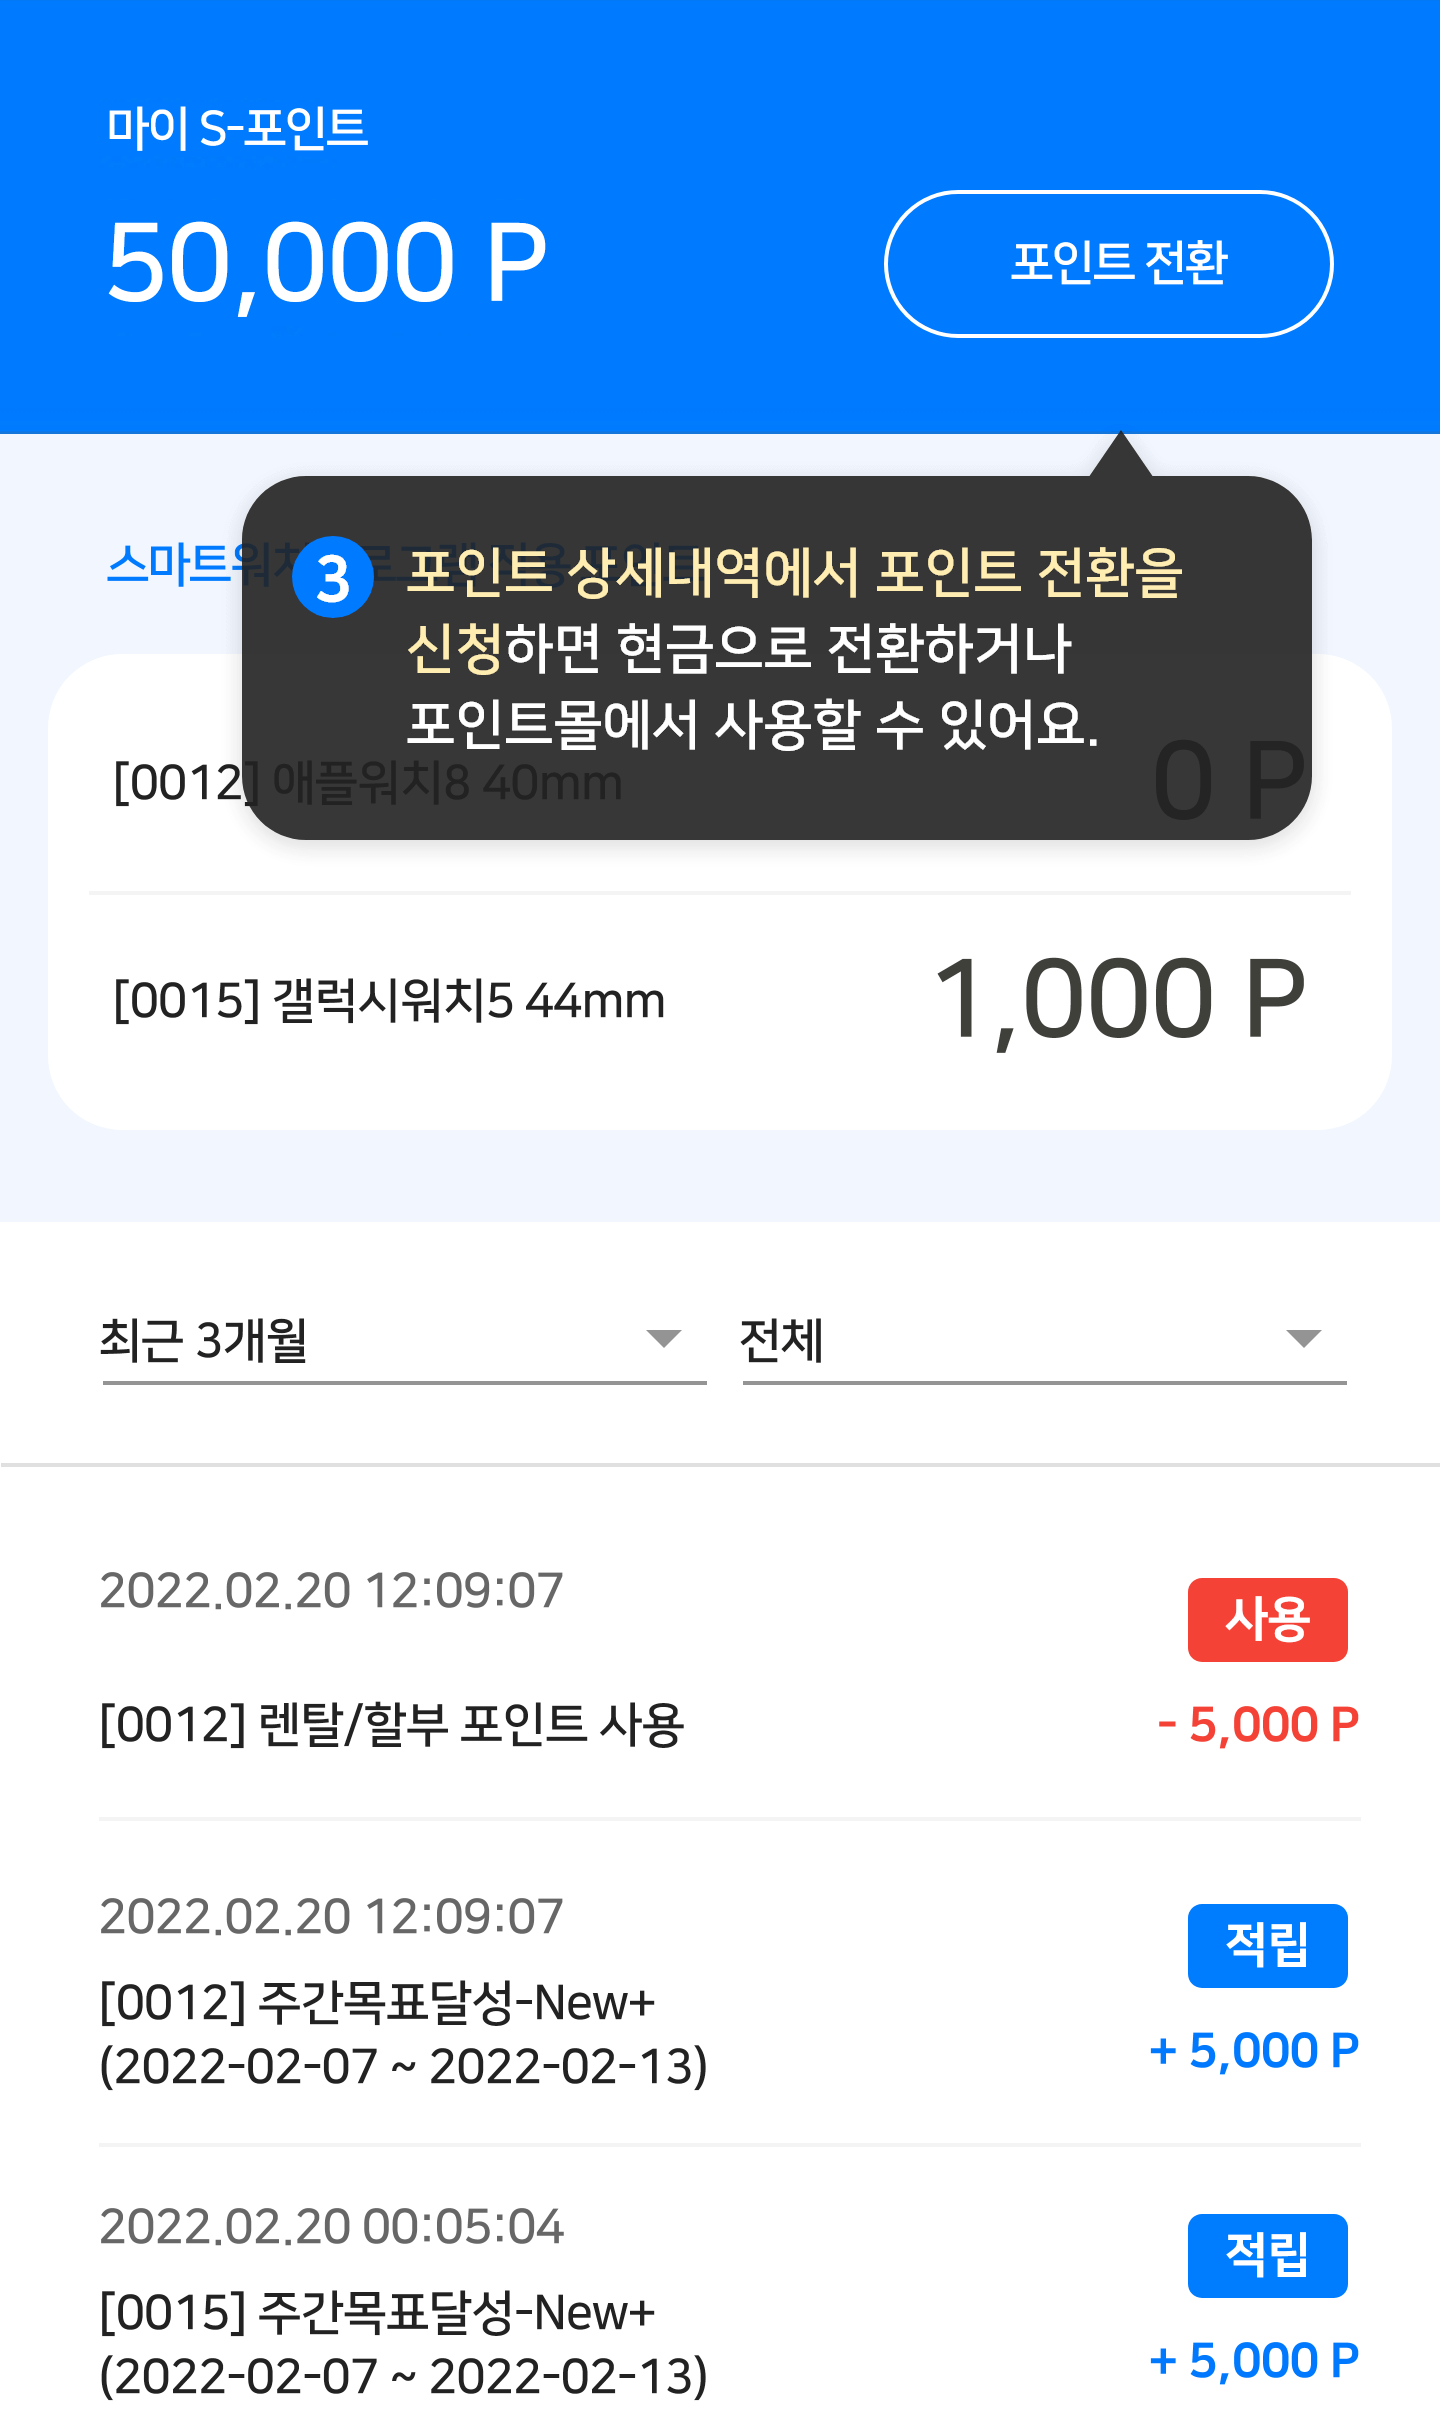 마이 S-포인트
50,000 P
포인트 전환
3
포인트 상세내역에서 포인트 전환을
신청하면 현금으로 전환하거나
포인트몰에서 사용할 수 있어요.
[0012] 애플워치8 40mm
0 P
[0015] 갤럭시워치5 44mm
1,000 P
최근 3개월
전체
2022.02.20 12:09:07
사용
[0012] 렌탈/할부 포인트 사용
- 5,000 P
2022.02.20 12:09:07
적립
[0012] 주간목표달성-New+
(2022-02-07 ~ 2022-02-13)
+ 5,000 P
2022.02.20 00:05:04
적립
[0015] 주간목표달성-New+
(2022-02-07 ~ 2022-02-13)
+ 5,000 P